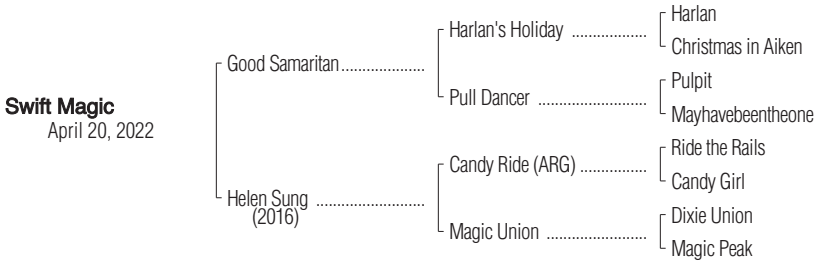 Harlan
Harlan's Holiday ..................
Christmas in Aiken
Good Samaritan....................
Pulpit
Pull Dancer ..........................
Mayhavebeentheone
Swift Magic
April 20, 2022
Ride the Rails
Candy Ride (ARG) ................
Candy Girl
Helen Sung ..........................
(2016)
Dixie Union
Magic Union ........................
Magic Peak